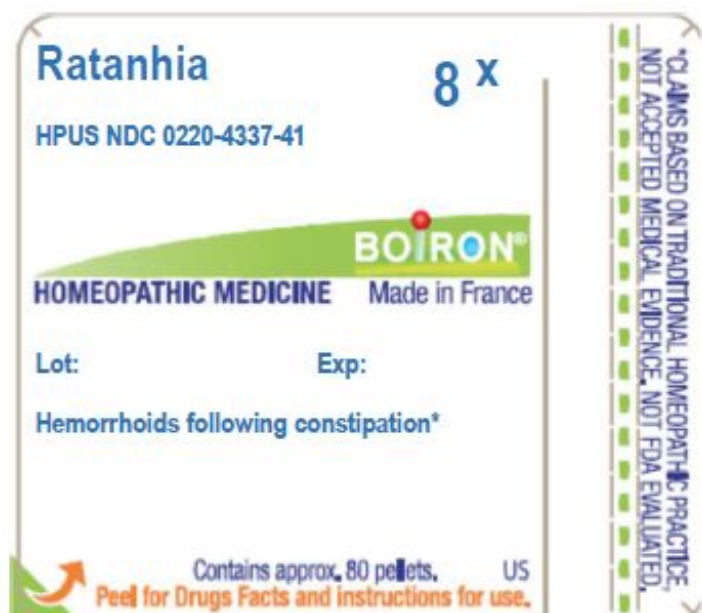 Ratanhia
8 X
HPUS NDC 0220-4337-41
BOIRON®
HOMEOPATHIC MEDICINE Made in France
Lot: Exp:
Hemorrhoids following constipation*
Contains approx. 80 pellets. US
Peel for Drugs Facts and instructions for use.
*CLAIMS BASED ON TRADITIONAL HOMEOPATHIC PRACTICE,
NOT ACCEPTED MEDICAL EVIDENCE. NOT FDA EVALUATED.